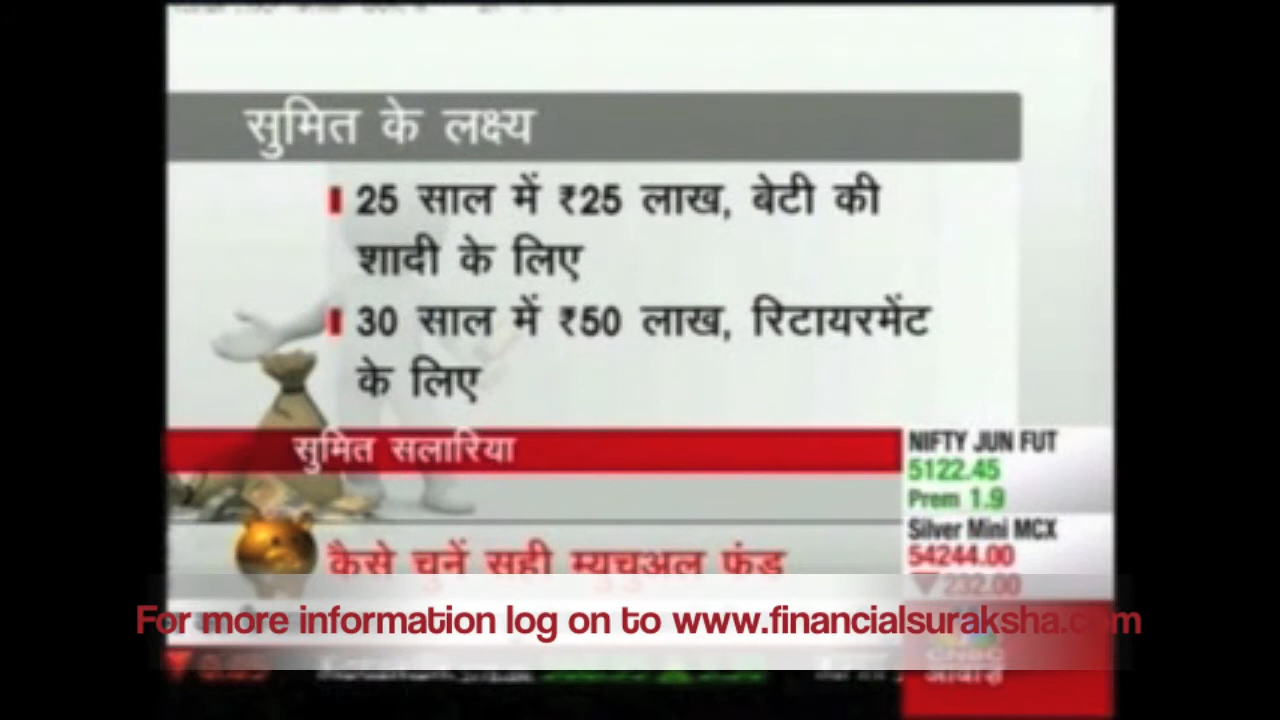 सुमित के लक्ष्य
25 साल में ₹25 लाख, बेटी की
शादी के लिए
30 साल में ₹50 लाख, रिटायरमेंट
के लिए
सुमित सलारिया
NIFTY JUN FUT
5122.45
Prem 1.9
Silver Mini MCX
54244.00
▼232.00
कैसे चुनें सही म्युचुअल फंड
For more information log on to www.financialsuraksha.com
आवाज़